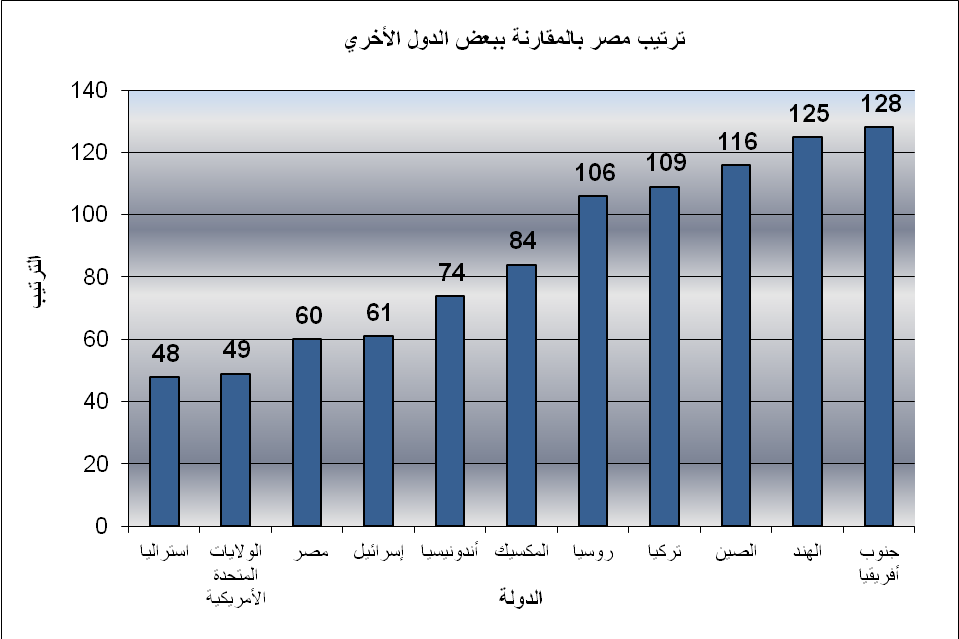 ترتيب مصر بالمقارنة ببعض الدول الأخري
140
120
100
80
60
40
20
0
الترتيب
48
49
60
61
74
84
106
109
116
125
128
استراليا
الولايات
المتحدة
الأمريكية
مصر
إسرائيل
أندونيسيا
المكسيك
روسيا
تركيا
الصين
الهند
جنوب
أفريقيا
الدولة